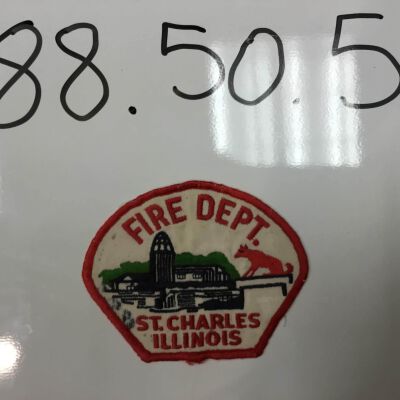 88.50.5
FIRE DEPT.
ST. CHARLES
ILLINOIS